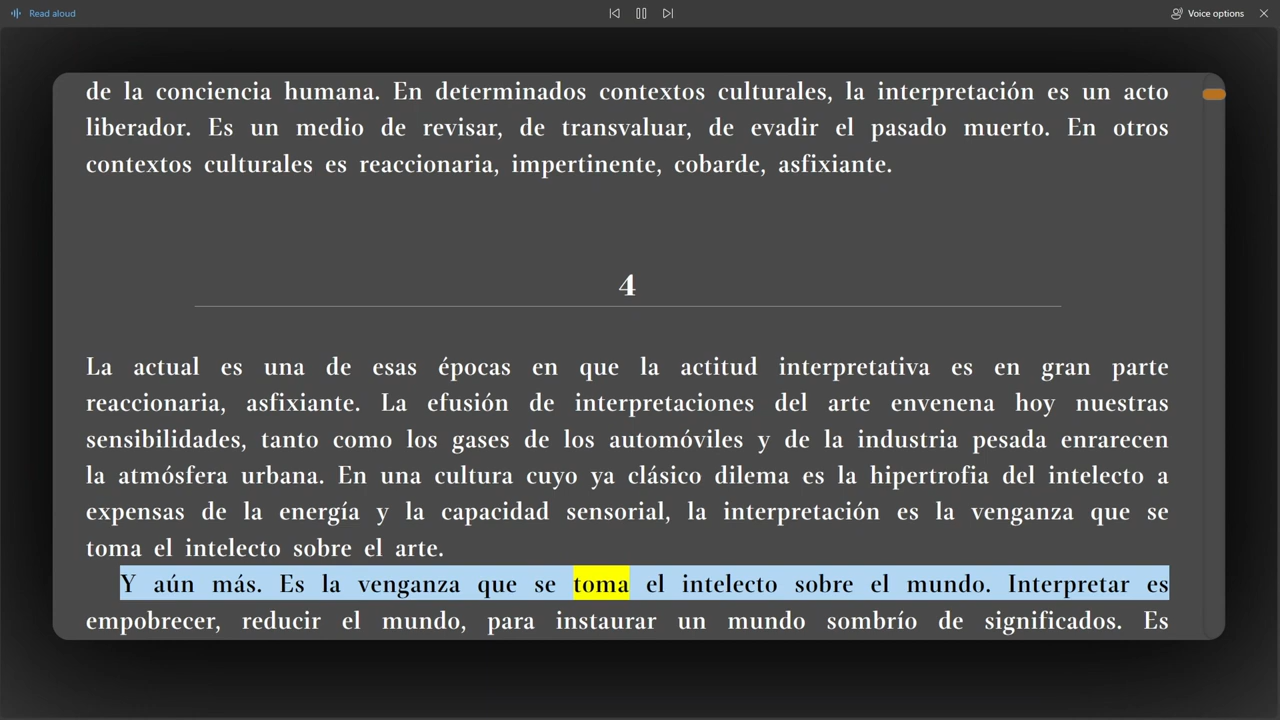 Read aloud
Voice options
de la conciencia humana. En determinados contextos culturales, la interpretación es un acto
liberador. Es un medio de revisar, de transvaluar, de evadir el pasado muerto. En otros
contextos culturales es reaccionaria, impertinente, cobarde, asfixiante.
4
La actual es una de esas épocas en que la actitud interpretativa es en gran parte
reaccionaria, asfixiante. La efusión de interpretaciones del arte envenena hoy nuestras
sensibilidades, tanto como los gases de los automóviles y de la industria pesada enrarecen
la atmósfera urbana. En una cultura cuyo ya clásico dilema es la hipertrofia del intelecto a
expensas de la energía y la capacidad sensorial, la interpretación es la venganza que se
toma el intelecto sobre el arte.
Y aún más. Es la venganza que se toma el intelecto sobre el mundo. Interpretar es
empobrecer, reducir el mundo, para instaurar un mundo sombrío de significados. Es